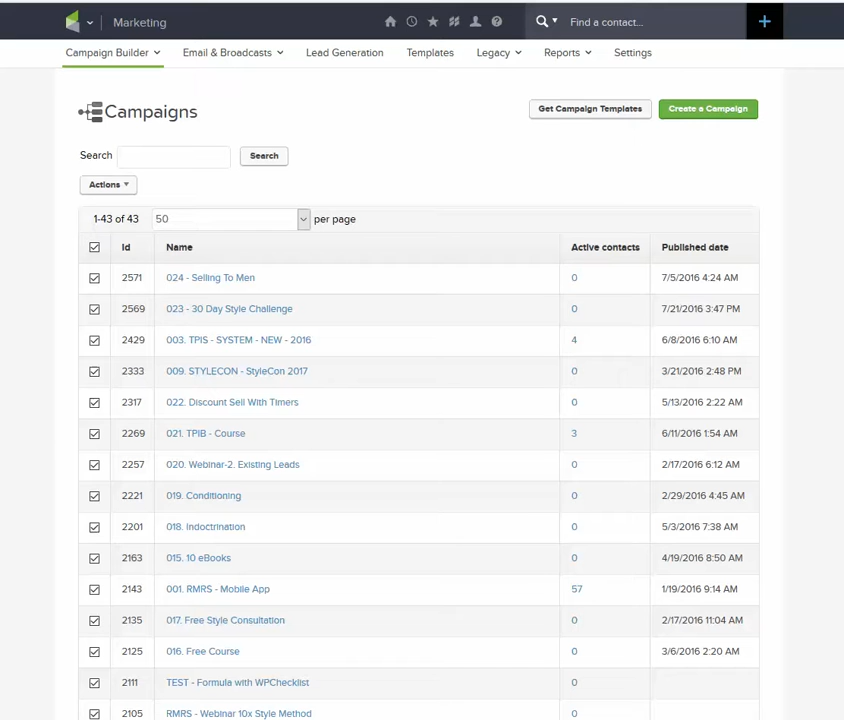 Marketing
Find a contact...
Campaign Builder Email & Broadcasts Lead Generation Templates Legacy Reports Settings
Campaigns
Get Campaign Templates Create a Campaign
Search Search
Actions
1-43 of 43 50 per page
Id Name Active contacts Published date
2571 024 - Selling To Men 0 7/5/2016 4:24 AM
2569 023 - 30 Day Style Challenge 0 7/21/2016 3:47 PM
2429 003. TPIS - SYSTEM - NEW - 2016 4 6/8/2016 6:10 AM
2333 009. STYLECON - StyleCon 2017 0 3/21/2016 2:48 PM
2317 022. Discount Sell With Timers 0 5/13/2016 2:22 AM
2269 021. TPIB - Course 3 6/11/2016 1:54 AM
2257 020. Webinar-2. Existing Leads 0 2/17/2016 6:12 AM
2221 019. Conditioning 0 2/29/2016 4:45 AM
2201 018. Indoctrination 0 5/3/2016 7:38 AM
2163 015. 10 eBooks 0 4/19/2016 8:50 AM
2143 001. RMRS - Mobile App 57 1/19/2016 9:14 AM
2135 017. Free Style Consultation 0 2/17/2016 11:04 AM
2125 016. Free Course 0 3/6/2016 2:20 AM
2111 TEST - Formula with WPChecklist 0
2105 RMRS - Webinar 10x Style Method 0